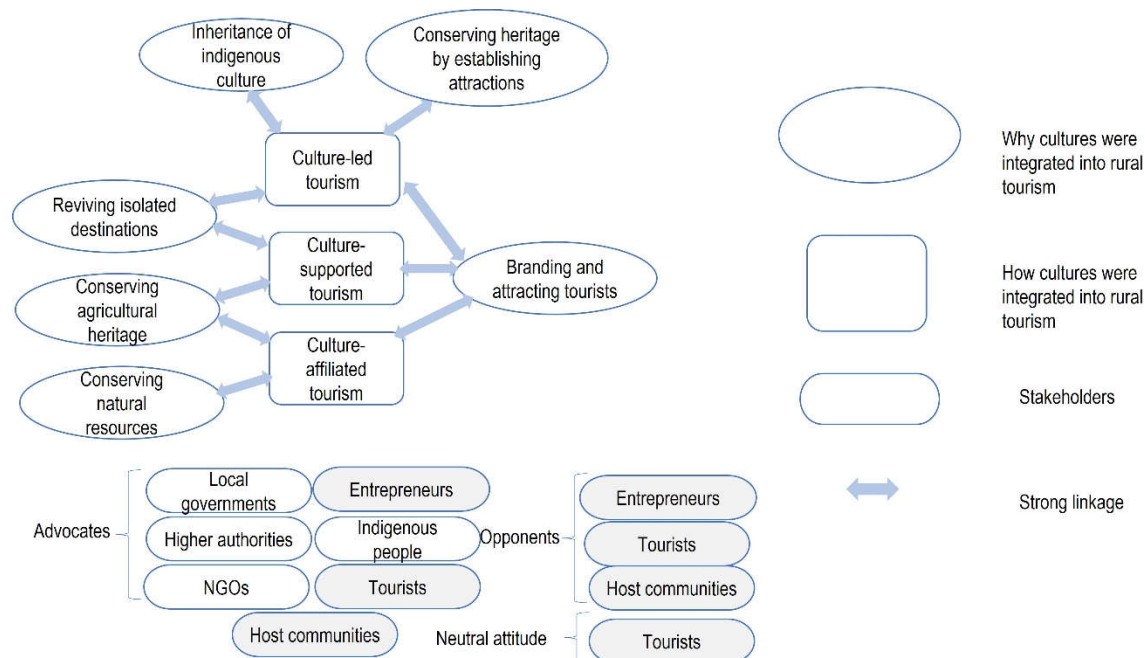 Inheritance of
indigenous
culture
Conserving heritage
by establishing
attractions
Culture-led
tourism
Reviving isolated
destinations
Culture-
supported
tourism
Branding and
attracting tourists
Conserving
agricultural
heritage
Culture-
affiliated
tourism
Conserving
natural
resources
Why cultures were
integrated into rural
tourism
How cultures were
integrated into rural
tourism
Stakeholders
Strong linkage
Advocates
Local
governments
Entrepreneurs
Higher authorities
Indigenous
people
NGOs
Tourists
Host communities
Opponents
Entrepreneurs
Tourists
Host communities
Neutral attitude
Tourists